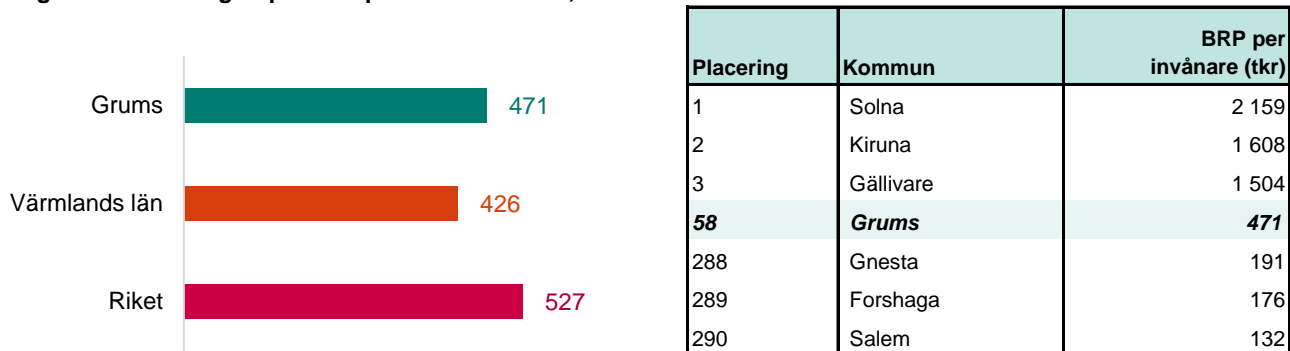 Grums 471
Värmlands län 426
Riket 527
BRP per
Placering Kommun invånare (tkr)
1 Solna 2 159
2 Kiruna 1 608
3 Gällivare 1 504
58 Grums 471
288 Gnesta 191
289 Forshaga 176
290 Salem 132